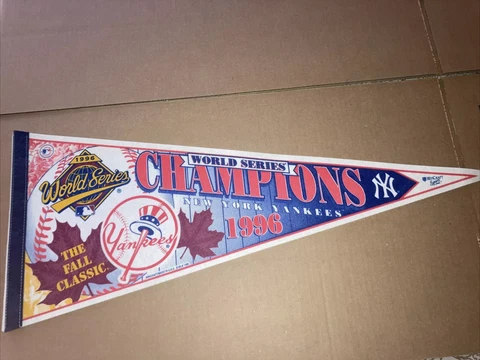 1996
World Series
WORLD SERIES
CHAMPIONS
NEW YORK YANKEES
1996
NY
Yankees
THE
FALL
CLASSIC